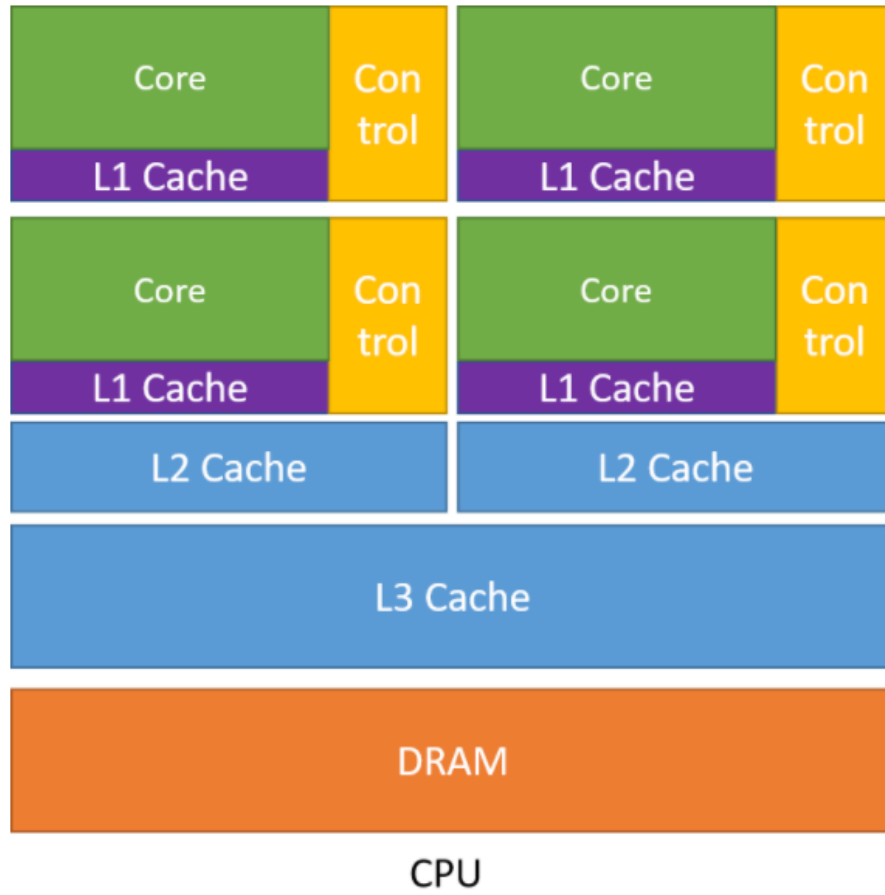 Core
Con
trol
L1 Cache
Core
Con
trol
L1 Cache
Core
Con
trol
L1 Cache
Core
Con
trol
L1 Cache
L2 Cache
L2 Cache
L3 Cache
DRAM
CPU